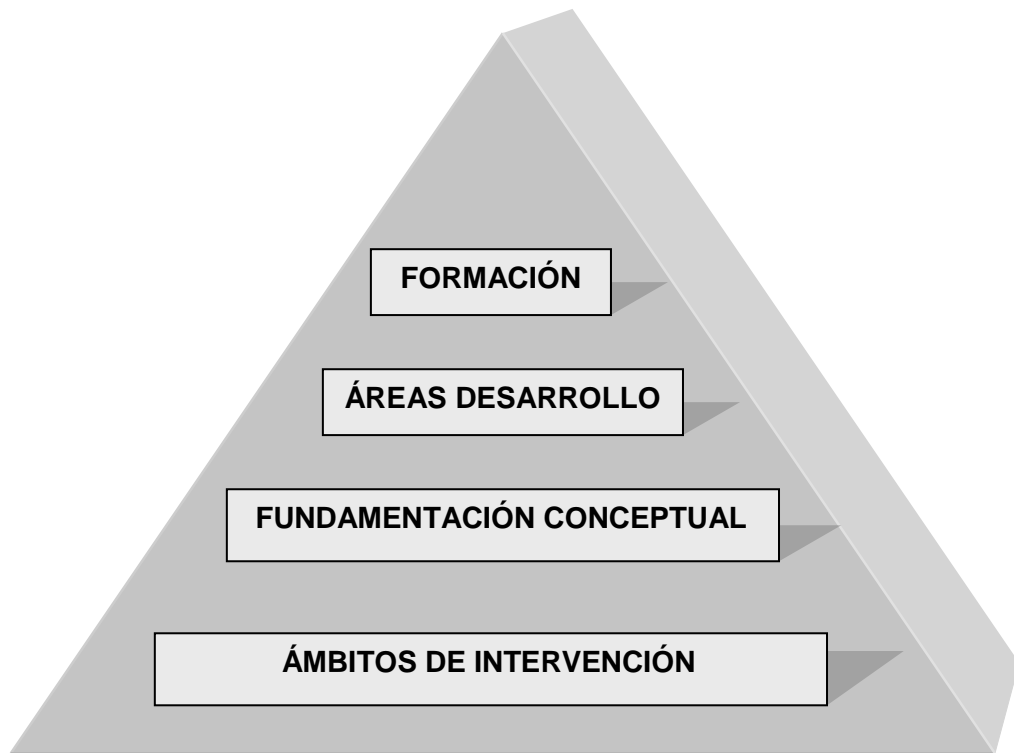 FORMACIÓN
ÁREAS DESARROLLO
FUNDAMENTACIÓN CONCEPTUAL
ÁMBITOS DE INTERVENCIÓN